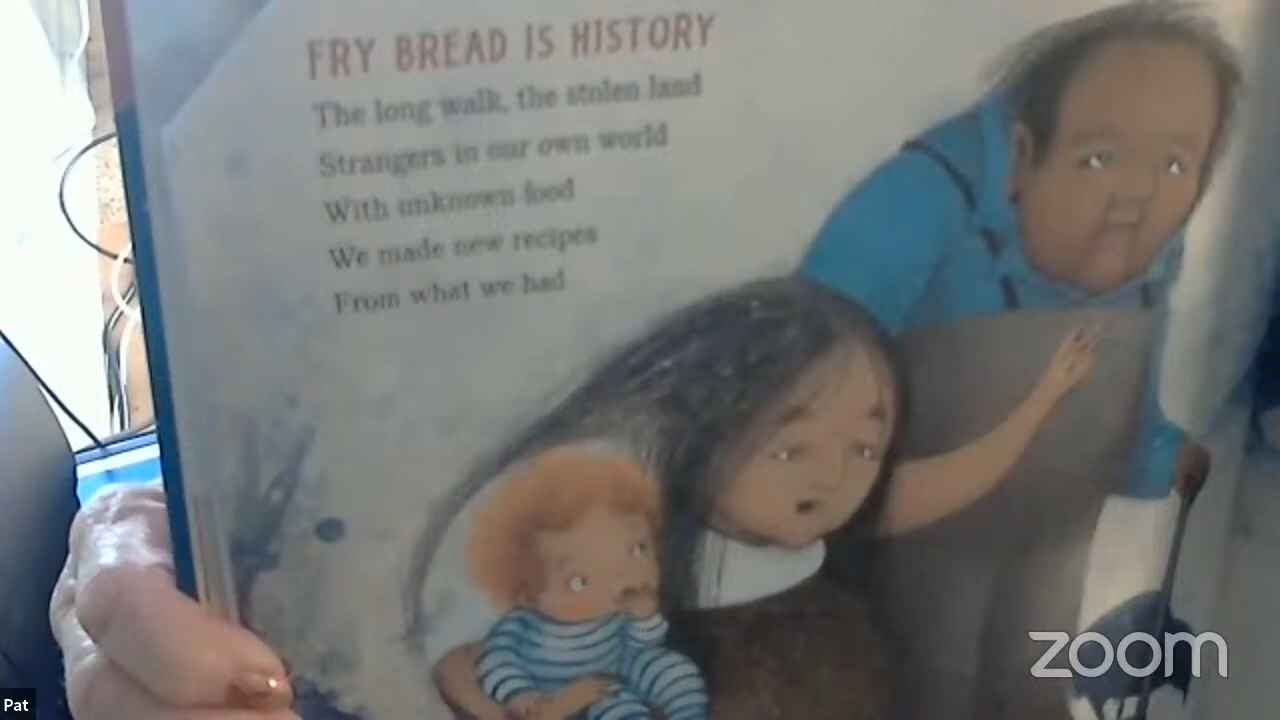 FRY BREAD IS HISTORY
The long walk, the stolen land
Strangers in our own world
With unknown food
We made new recipes
From what we had
zoom
Pat